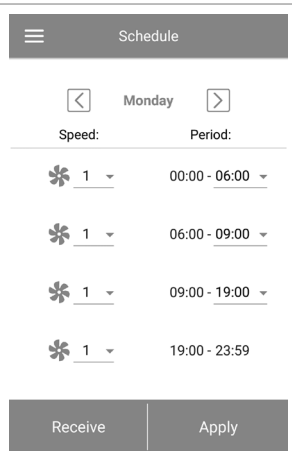 Schedule
Monday
Speed: Period:
1 00:00 - 06:00
1 06:00 - 09:00
1 09:00 - 19:00
1 19:00 - 23:59
Receive Apply